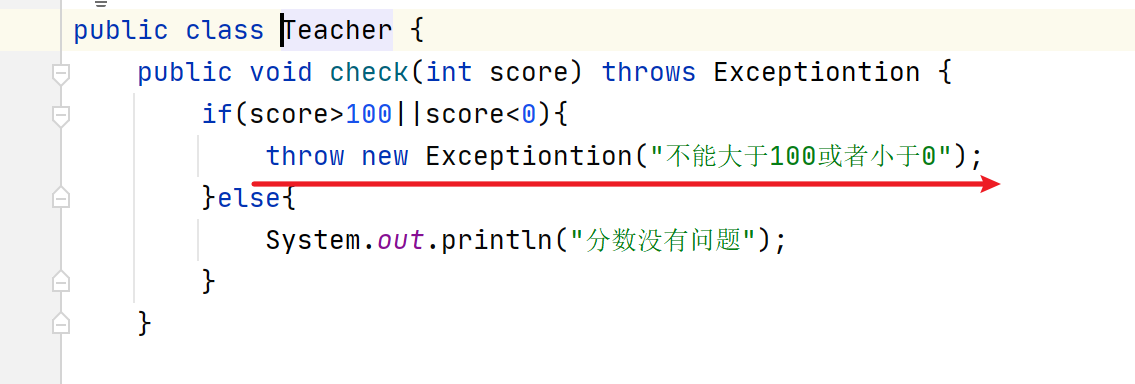 public class Teacher {
    public void check(int score) throws Exceptiontion {
        if(score>100||score<0){
            throw new Exceptiontion("不能大于100或者小于0");
        }else{
            System.out.println("分数没有问题");
        }
    }